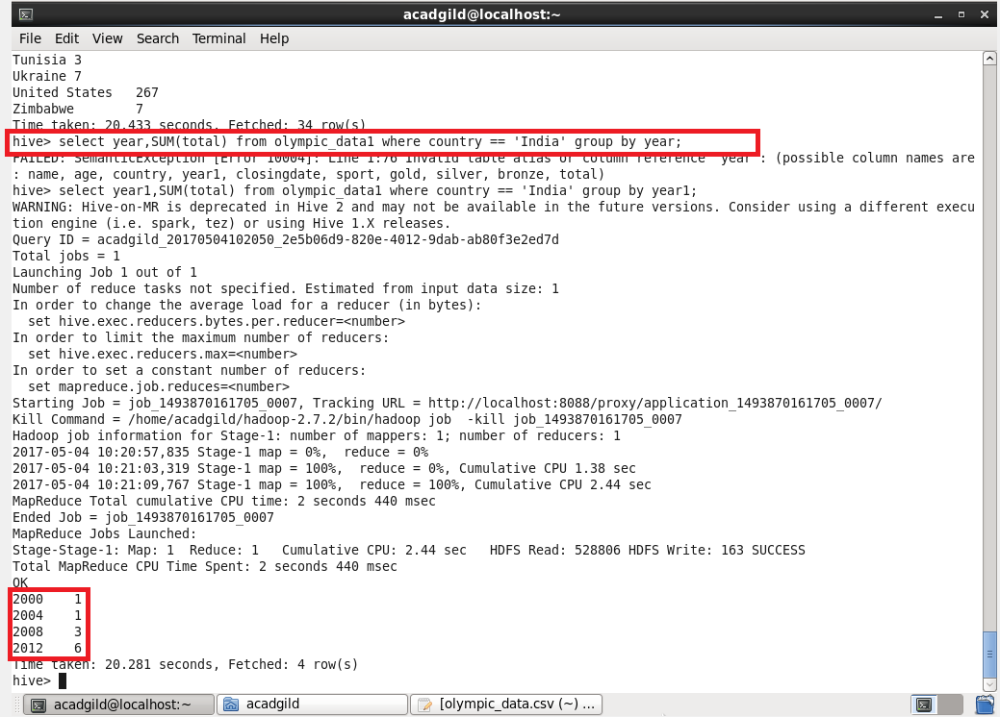 acadgild@localhost:~
File Edit View Search Terminal Help
Tunisia 3
Ukraine 7
United States   267
Zimbabwe        7
Time taken: 20.433 seconds, Fetched: 34 row(s)
hive> select year,SUM(total) from olympic_data1 where country == 'India' group by year;
FAILED: SemanticException [Error 10004]: Line 1:76 Invalid table alias or column reference 'year': (possible column names are
: name, age, country, year1, closingdate, sport, gold, silver, bronze, total)
hive> select year1,SUM(total) from olympic_data1 where country == 'India' group by year1;
WARNING: Hive-on-MR is deprecated in Hive 2 and may not be available in the future versions. Consider using a different execu
tion engine (i.e. spark, tez) or using Hive 1.X releases.
Query ID = acadgild_20170504102050_2e5b06d9-820e-4012-9dab-ab80f3e2ed7d
Total jobs = 1
Launching Job 1 out of 1
Number of reduce tasks not specified. Estimated from input data size: 1
In order to change the average load for a reducer (in bytes):
  set hive.exec.reducers.bytes.per.reducer=<number>
In order to limit the maximum number of reducers:
  set hive.exec.reducers.max=<number>
In order to set a constant number of reducers:
  set mapreduce.job.reduces=<number>
Starting Job = job_1493870161705_0007, Tracking URL = http://localhost:8088/proxy/application_1493870161705_0007/
Kill Command = /home/acadgild/hadoop-2.7.2/bin/hadoop job  -kill job_1493870161705_0007
Hadoop job information for Stage-1: number of mappers: 1; number of reducers: 1
2017-05-04 10:20:57,835 Stage-1 map = 0%,  reduce = 0%
2017-05-04 10:21:03,319 Stage-1 map = 100%,  reduce = 0%, Cumulative CPU 1.38 sec
2017-05-04 10:21:09,767 Stage-1 map = 100%,  reduce = 100%, Cumulative CPU 2.44 sec
MapReduce Total cumulative CPU time: 2 seconds 440 msec
Ended Job = job_1493870161705_0007
MapReduce Jobs Launched:
Stage-Stage-1: Map: 1  Reduce: 1   Cumulative CPU: 2.44 sec   HDFS Read: 528806 HDFS Write: 163 SUCCESS
Total MapReduce CPU Time Spent: 2 seconds 440 msec
OK
2000    1
2004    1
2008    3
2012    6
Time taken: 20.281 seconds, Fetched: 4 row(s)
hive>
acadgild@localhost:~ acadgild [olympic_data.csv (~) ...